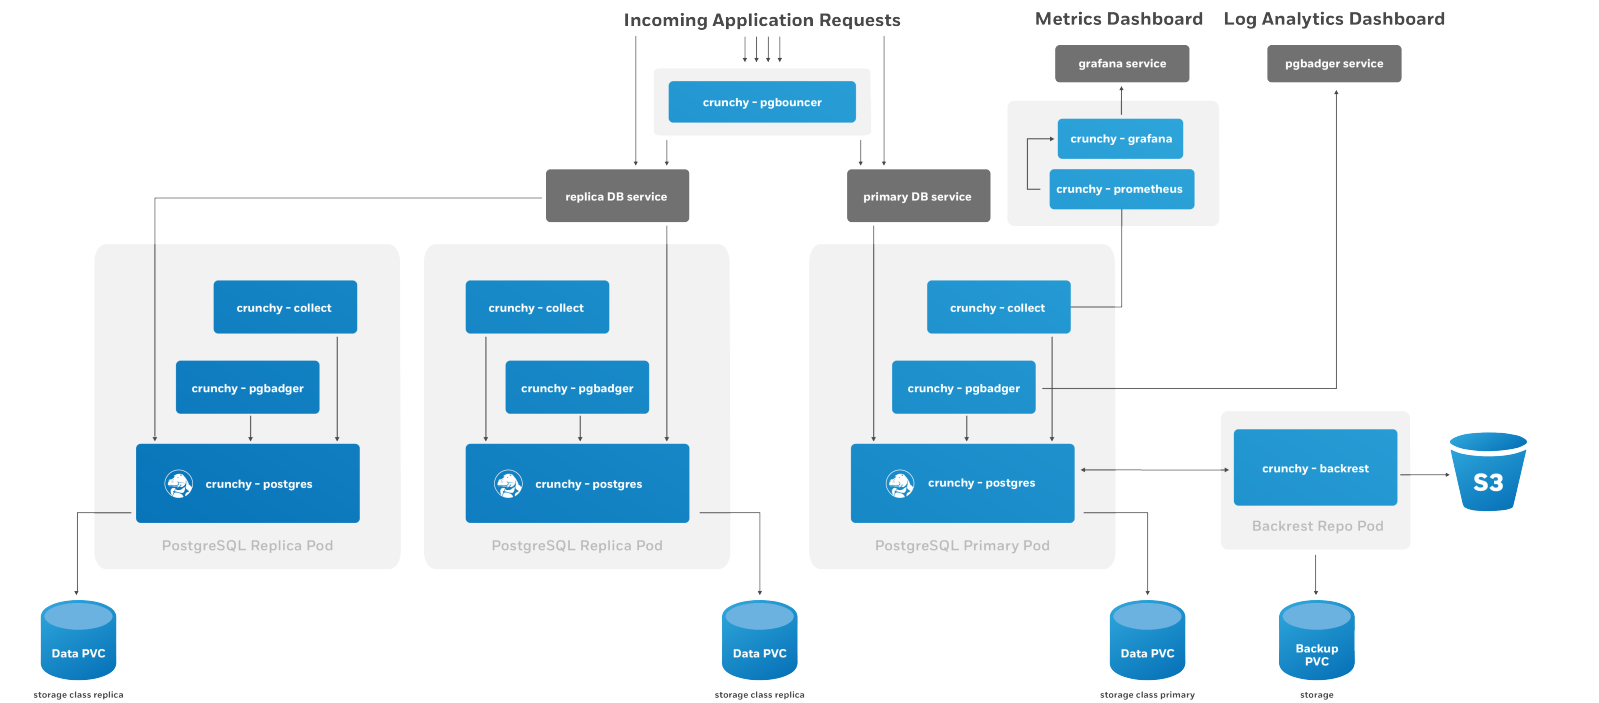 Incoming Application Requests
Metrics Dashboard
Log Analytics Dashboard
grafana service
pgbadger service
crunchy - pgbouncer
crunchy - grafana
crunchy - prometheus
replica DB service
primary DB service
crunchy - collect
crunchy - collect
crunchy - collect
crunchy - pgbadger
crunchy - pgbadger
crunchy - pgbadger
crunchy - postgres
crunchy - postgres
crunchy - postgres
crunchy - backrest
S3
PostgreSQL Replica Pod
PostgreSQL Replica Pod
PostgreSQL Primary Pod
Backrest Repo Pod
Data PVC
Data PVC
Data PVC
Backup
PVC
storage class replica
storage class replica
storage class primary
storage